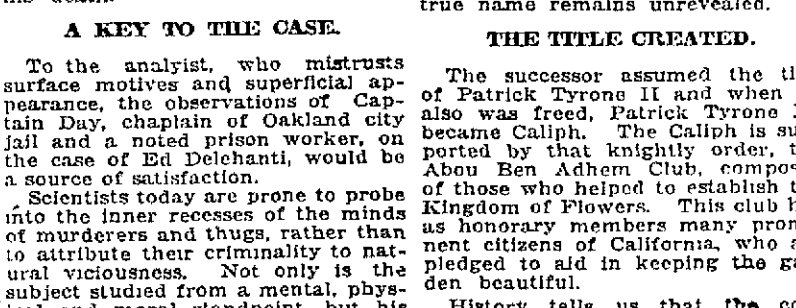 A KEY TO THE CASE.
To the analyist, who mistrusts
surface motives and superficial ap-
pearance, the observations of Cap-
tain Day, chaplain of Oakland city
jail and a noted prison worker, on
the case of Ed Delchanti, would be
a source of satisfaction.
Scientists today are prone to probe
into the inner recesses of the minds
of murderers and thugs, rather than
to attribute their criminality to nat-
ural viciousness. Not only is the
subject studied from a mental, phys-
true name remains unrevealed.
THE TITLE CREATED.
The successor assumed the
of Patrick Tyrone II and when
also was freed, Patrick Tyrone
became Caliph. The Caliph is
ported by that knightly order,
Abou Ben Adhem Club,
of those who helped to establish
Kingdom of Flowers. This club
as honorary members many
nent citizens of California, who
pledged to aid in keeping the
den beautiful.
History tells us that the